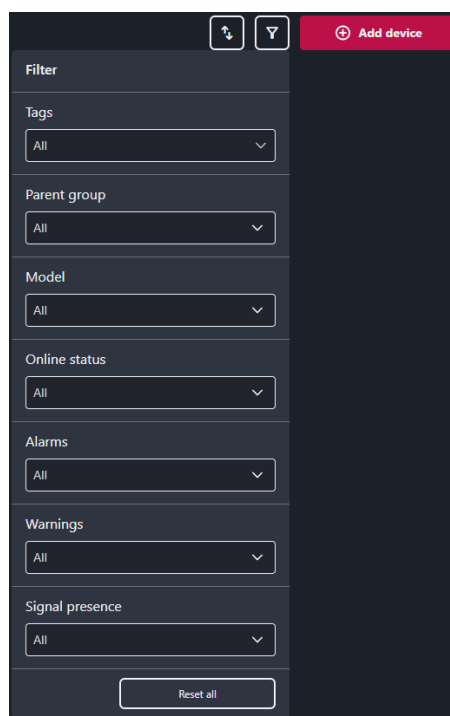 Add device
Filter
Tags
All
Parent group
All
Model
All
Online status
All
Alarms
All
Warnings
All
Signal presence
All
Reset all